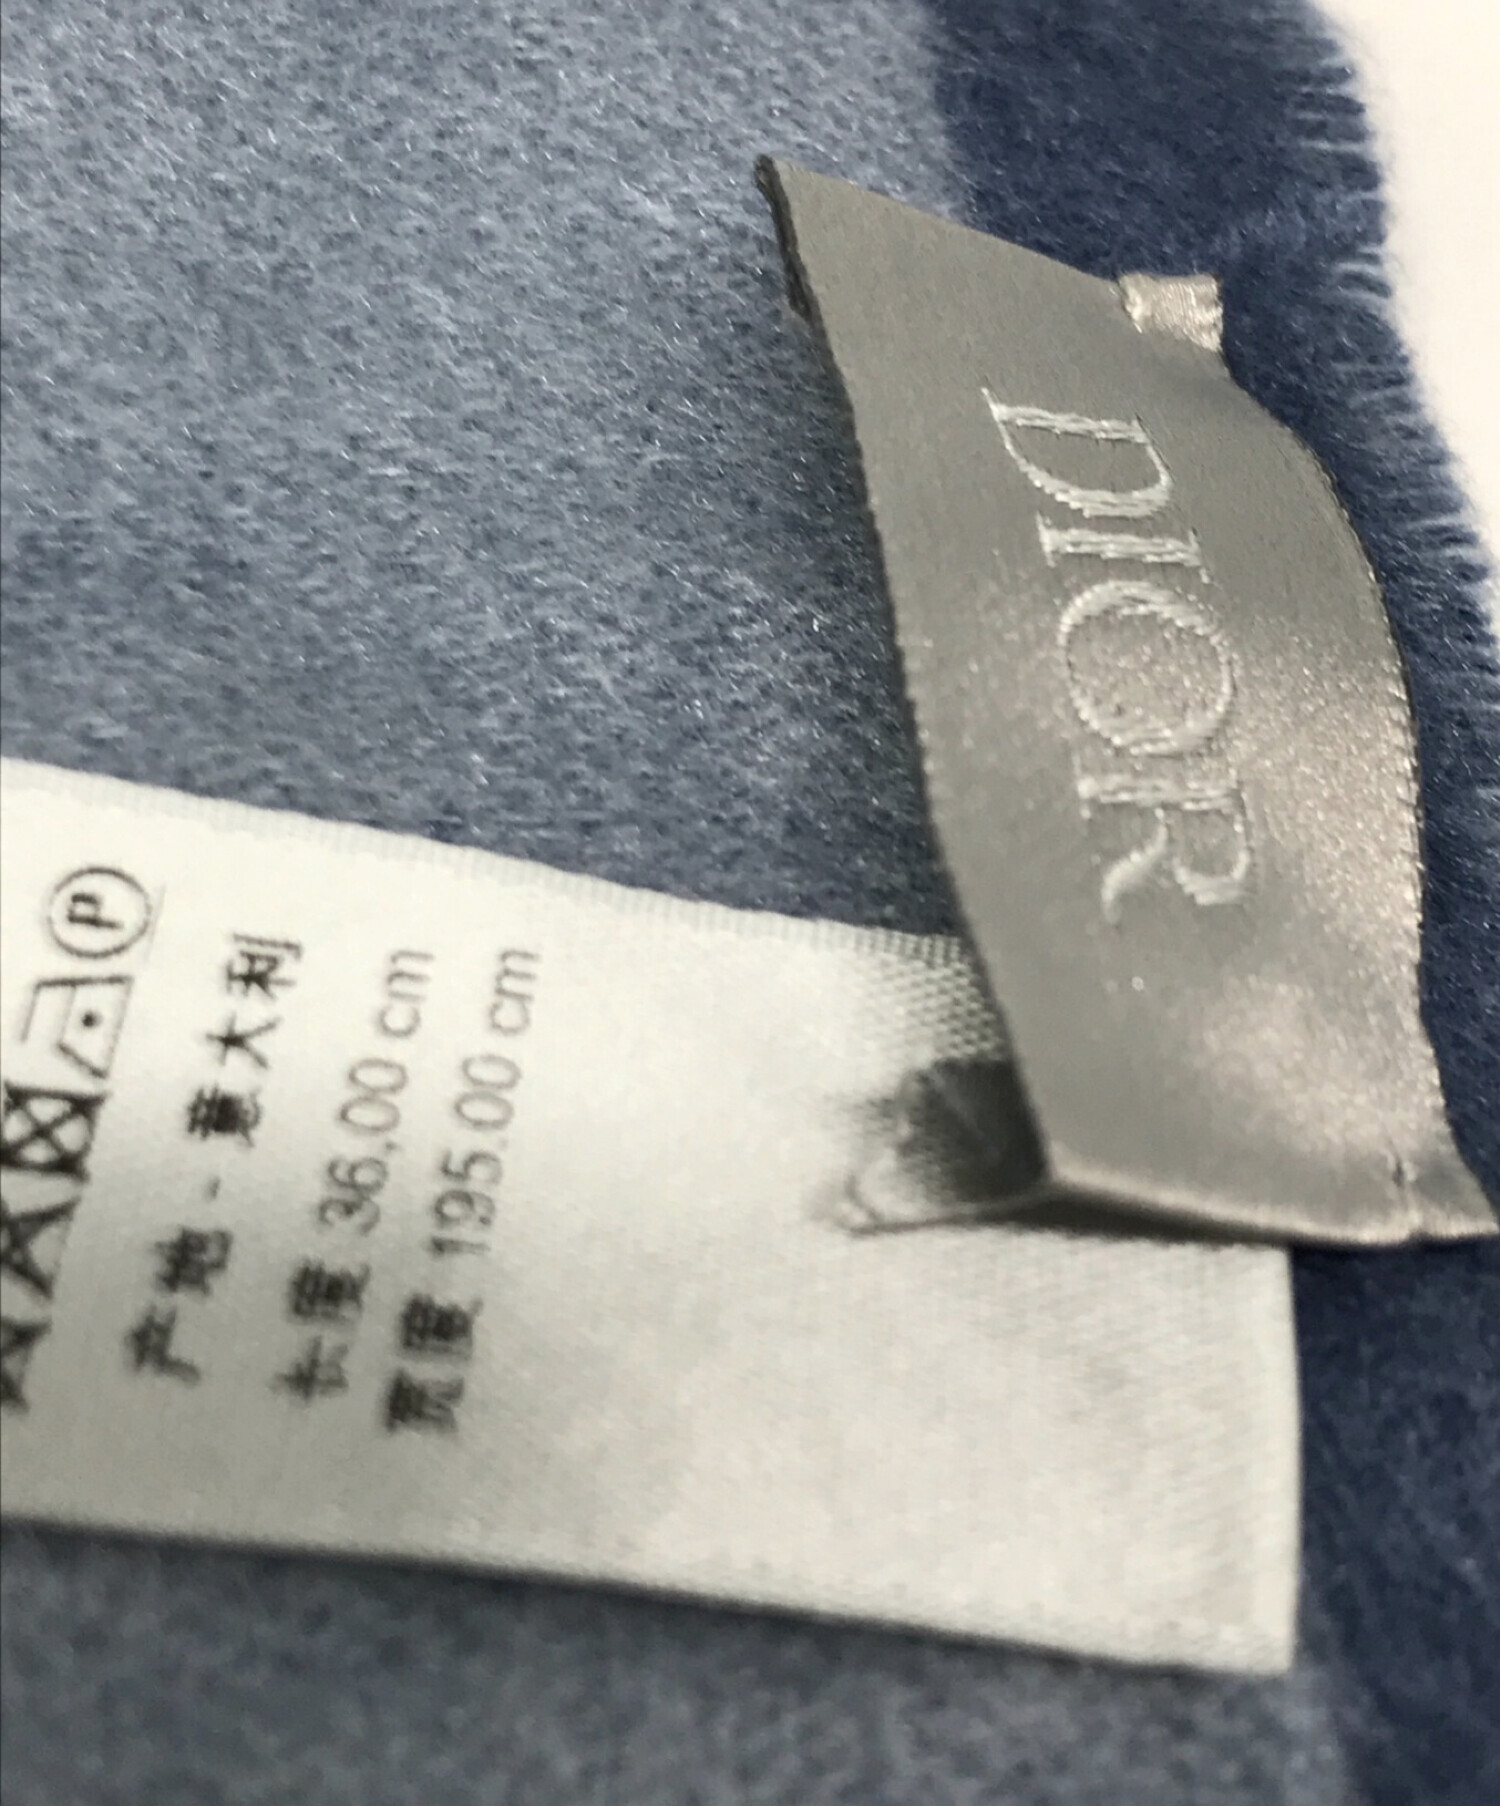 DIOR
P
产地 - 意大利
长度 36,00 cm
宽度 195.00 cm